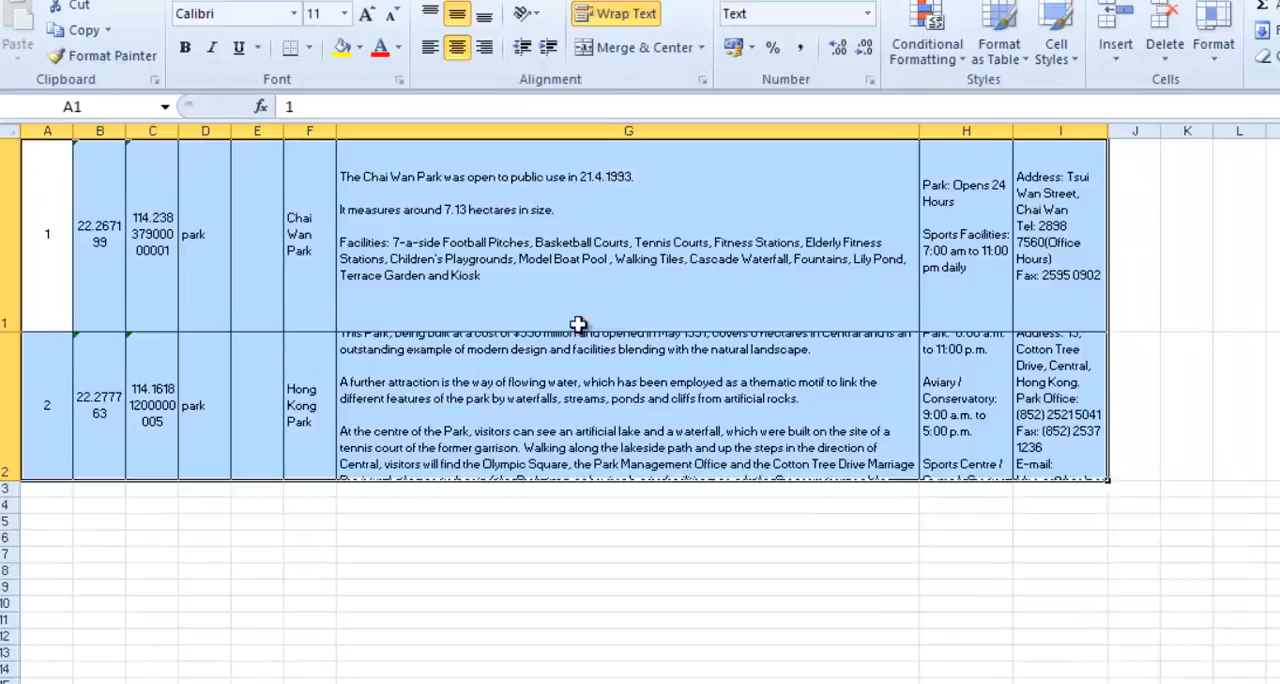 Cut
Calibri
11
A
A
Wrap Text
Text
Paste
Copy
Format Painter
B I U
A
Merge & Center
% ,
.00 .0
Conditional Formatting
Format as Table
Cell Styles
Insert
Delete
Format
Clipboard
Font
Alignment
Number
Styles
Cells
A1
fx
1
A B C D E F G H I J K L
1
1
22.2671
99
114.238
379000
00001
park
Chai
Wan
Park
The Chai Wan Park was open to public use in 21.4.1993.
It measures around 7.13 hectares in size.
Facilities: 7-a-side Football Pitches, Basketball Courts, Tennis Courts, Fitness Stations, Elderly Fitness
Stations, Children's Playgrounds, Model Boat Pool , Walking Tiles, Cascade Waterfall, Fountains, Lily Pond,
Terrace Garden and Kiosk
Park: Opens 24
Hours
Sports Facilities:
7:00 am to 11:00
pm daily
Address: Tsui
Wan Street,
Chai Wan
Tel: 2898
7560(Office
Hours)
Fax: 2595 0902
2
2
22.2777
63
114.1618
1200000
005
park
Hong
Kong
Park
outstanding example of modern design and facilities blending with the natural landscape.
A further attraction is the way of flowing water, which has been employed as a thematic motif to link the
different features of the park by waterfalls, streams, ponds and cliffs from artificial rocks.
At the centre of the Park, visitors can see an artificial lake and a waterfall, which were built on the site of a
tennis court of the former garrison. Walking along the lakeside path and up the steps in the direction of
Central, visitors will find the Olympic Square, the Park Management Office and the Cotton Tree Drive Marriage
to 11:00 p.m.
Aviary /
Conservatory:
9:00 a.m. to
5:00 p.m.
Sports Centre /
Cotton Tree
Drive, Central,
Hong Kong.
Park Office:
(852) 2521 5041
Fax: (852) 2537
1236
E-mail:
3
4
5
6
7
8
9
10
11
12
13
14